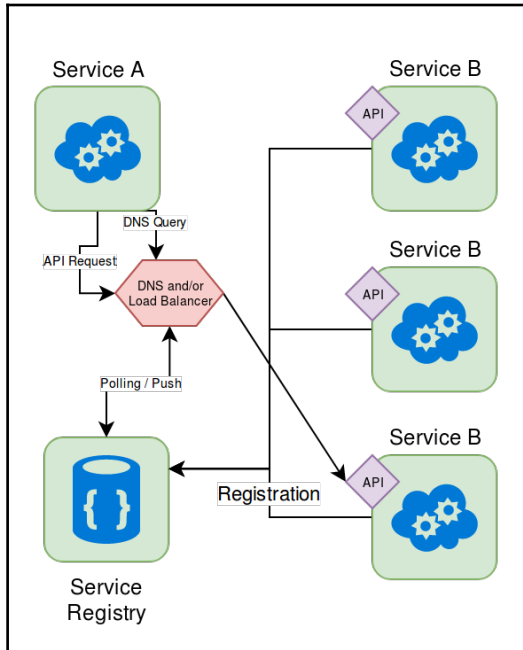 Service A
Service B
API
DNS Query
API Request
DNS and/or
Load Balancer
Service B
API
Polling / Push
Service B
API
{ }
Registration
Service
Registry